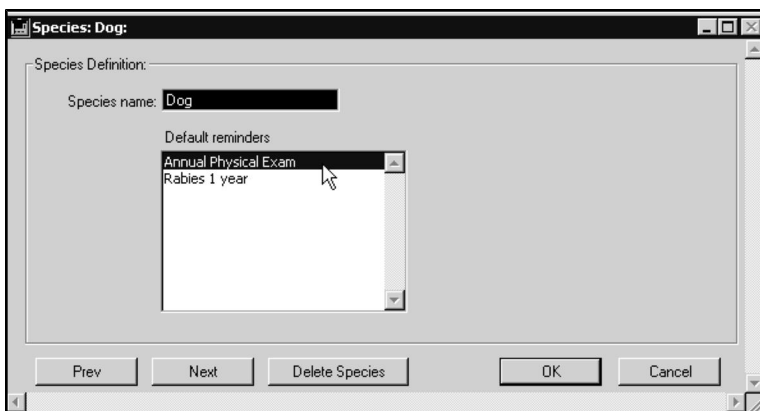 Species: Dog:
Species Definition:
Species name: Dog
Default reminders
Annual Physical Exam
Rabies 1 year
Prev Next Delete Species OK Cancel